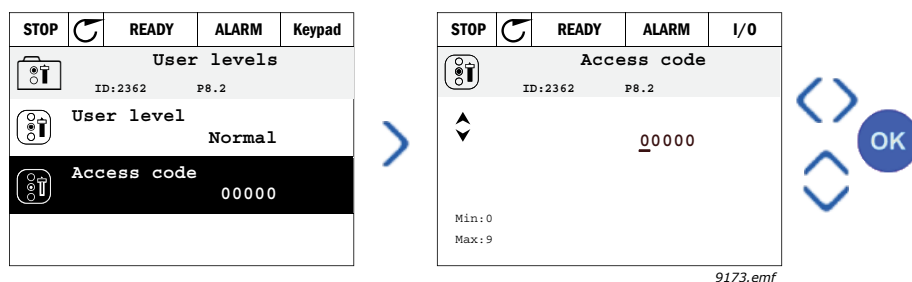 STOP READY ALARM Keypad
User levels
ID:2362 P8.2
User level
Normal
Access code
00000
STOP READY ALARM I/O
Access code
ID:2362 P8.2
00000
Min:0
Max:9
OK
9173.emf